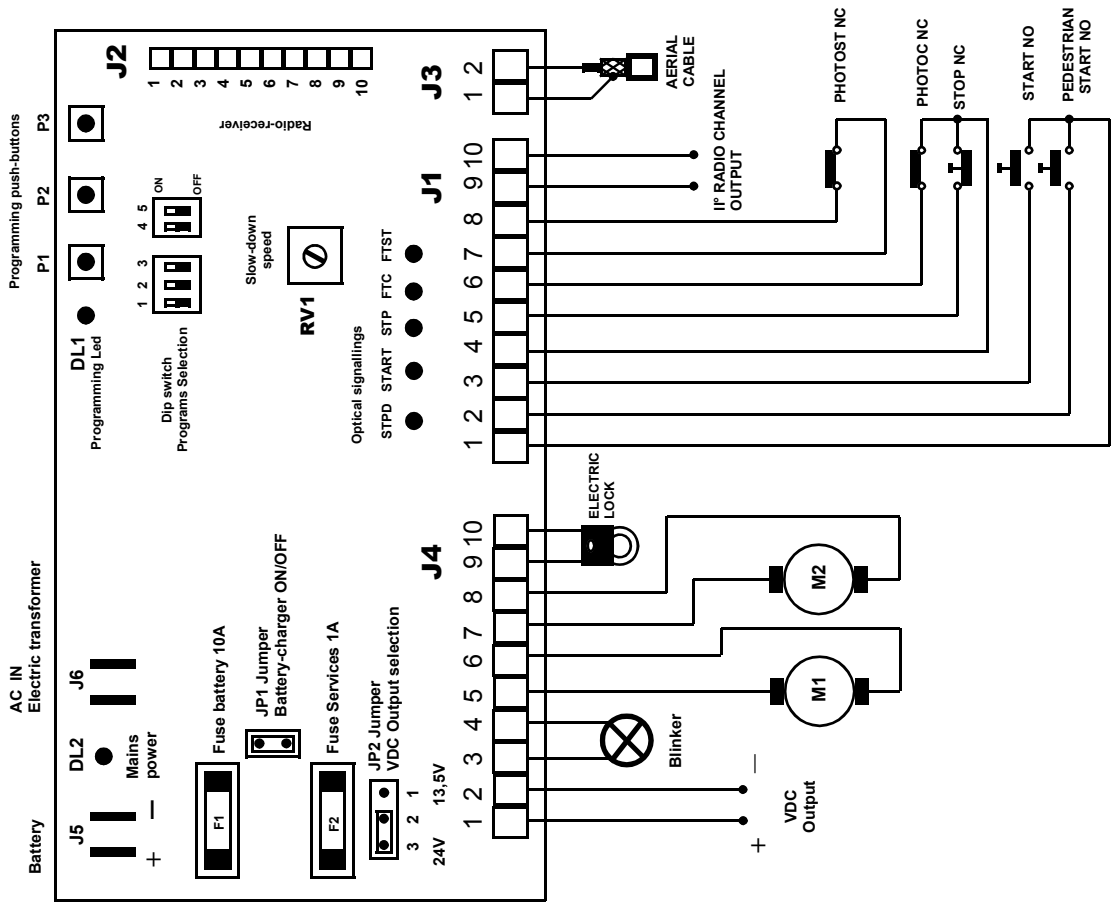 Battery
AC IN
Electric transformer
Programming push-buttons
J5
DL2
J6
P1
P2
P3
+
—
Mains
power
DL1
Programming Led
J2
1
2
3
4
5
6
7
8
9
10
Radio-receiver
Dip switch
Programs Selection
1 2 3
4 5
ON
OFF
Fuse battery 10A
F1
JP1 Jumper
Battery-charger ON/OFF
Slow-down
speed
RV1
Fuse Services 1A
F2
JP2 Jumper
VDC Output selection
3 2 1
24V 13,5V
Optical signallings
STPD START STP FTC FTST
J4
1 2 3 4 5 6 7 8 9 10
J1
1 2 3 4 5 6 7 8 9 10
J3
1 2
+
—
VDC
Output
Blinker
M1
M2
ELECTRIC
LOCK
IIº RADIO CHANNEL
OUTPUT
AERIAL
CABLE
PHOTOST NC
PHOTOC NC
STOP NC
START NO
PEDESTRIAN
START NO